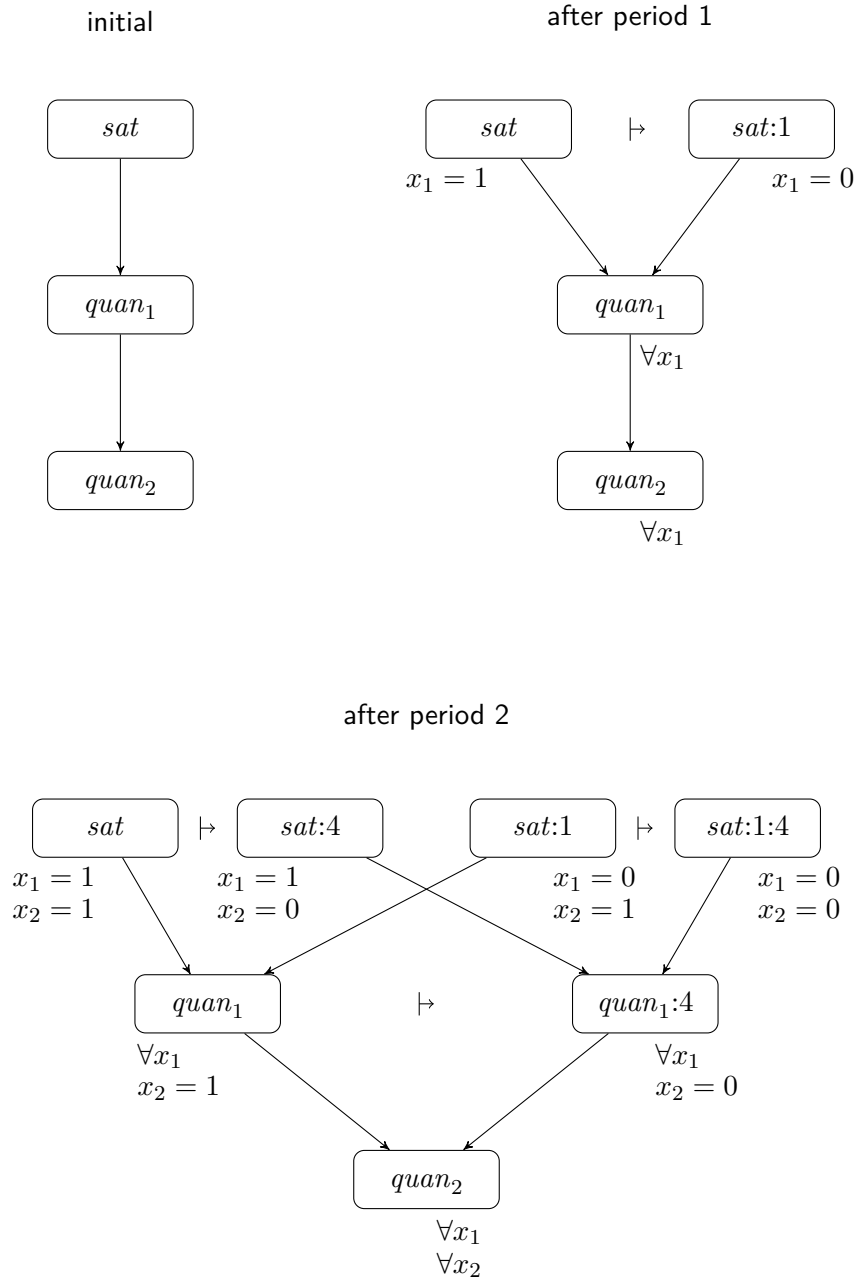 initial
after period 1
sat
sat
↦
sat:1
x₁ = 1
x₁ = 0
quan₁
quan₁
∀x₁
quan₂
quan₂
∀x₁
after period 2
sat
↦
sat:4
sat:1
↦
sat:1:4
x₁ = 1
x₁ = 1
x₁ = 0
x₁ = 0
x₂ = 1
x₂ = 0
x₂ = 1
x₂ = 0
quan₁
↦
quan₁:4
∀x₁
∀x₁
x₂ = 1
x₂ = 0
quan₂
∀x₁
∀x₂